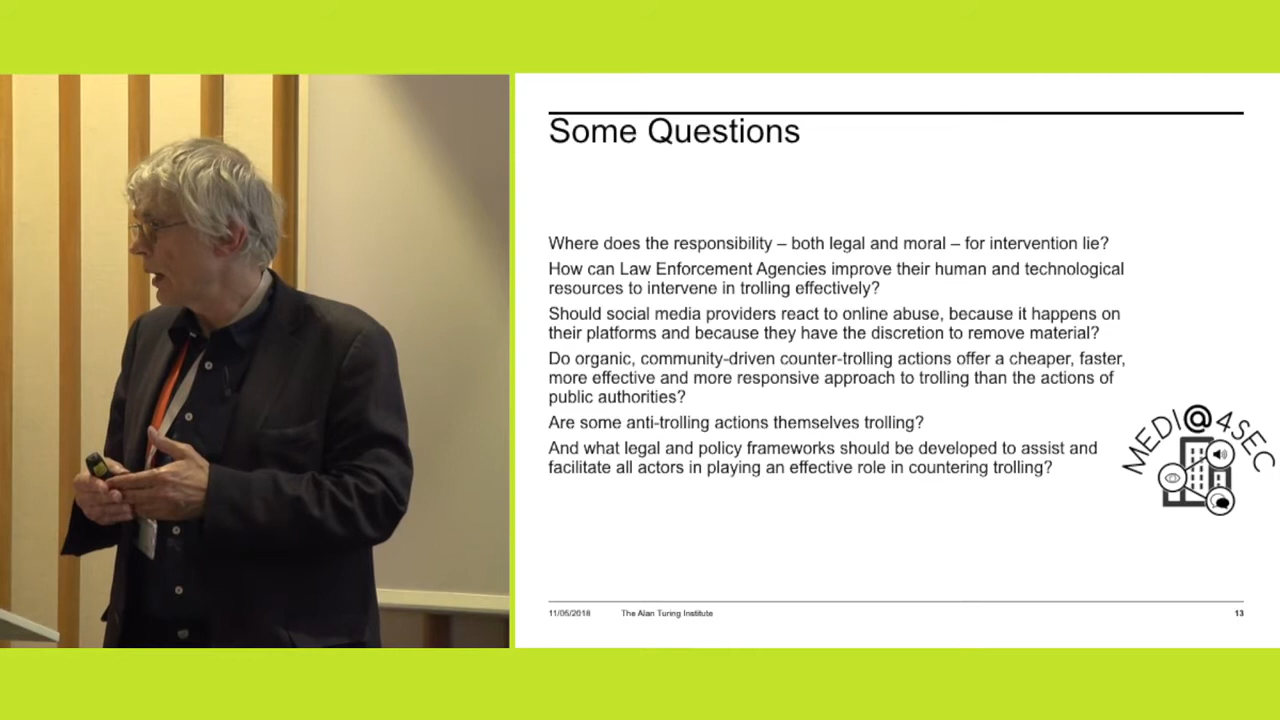 Some Questions
Where does the responsibility – both legal and moral – for intervention lie?
How can Law Enforcement Agencies improve their human and technological
resources to intervene in trolling effectively?
Should social media providers react to online abuse, because it happens on
their platforms and because they have the discretion to remove material?
Do organic, community-driven counter-trolling actions offer a cheaper, faster,
more effective and more responsive approach to trolling than the actions of
public authorities?
Are some anti-trolling actions themselves trolling?
And what legal and policy frameworks should be developed to assist and
facilitate all actors in playing an effective role in countering trolling?
MEDI@4SEC
11/05/2018 The Alan Turing Institute 13